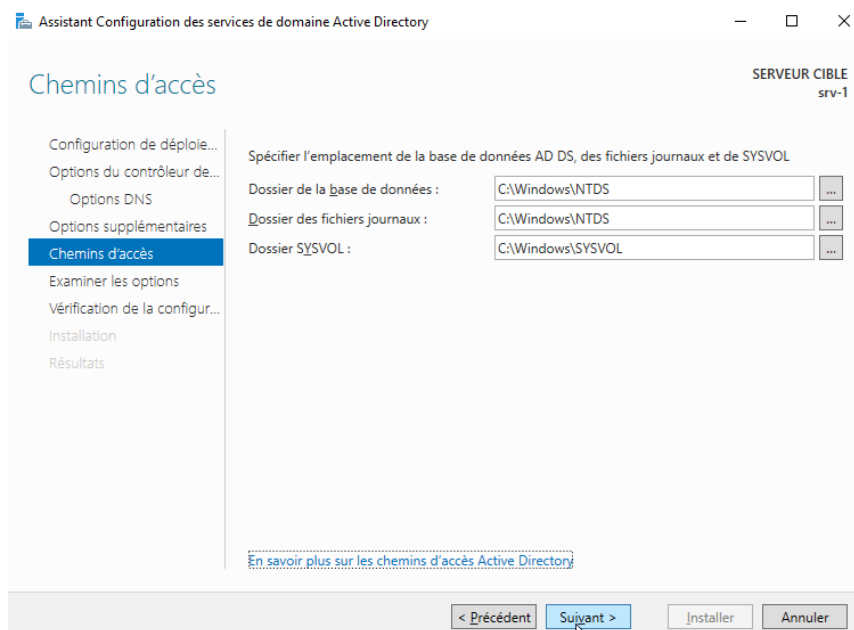 Assistant Configuration des services de domaine Active Directory
Chemins d’accès
SERVEUR CIBLE
srv-1
Configuration de déploie...
Options du contrôleur de...
Options DNS
Options supplémentaires
Chemins d’accès
Examiner les options
Vérification de la configur...
Installation
Résultats
Spécifier l’emplacement de la base de données AD DS, des fichiers journaux et de SYSVOL
Dossier de la base de données : C:\Windows\NTDS ...
Dossier des fichiers journaux : C:\Windows\NTDS ...
Dossier SYSVOL : C:\Windows\SYSVOL ...
En savoir plus sur les chemins d’accès Active Directory
< Précédent Suivant > Installer Annuler